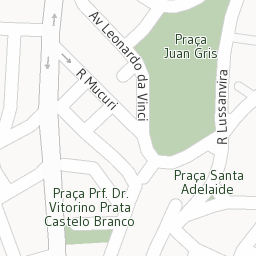 Av Leonardo da Vinci
Praça
Juan Gris
R Mucuri
R Lussanvira
Praça Santa
Adelaide
Praça Prf. Dr.
Vitorino Prata
Castelo Branco